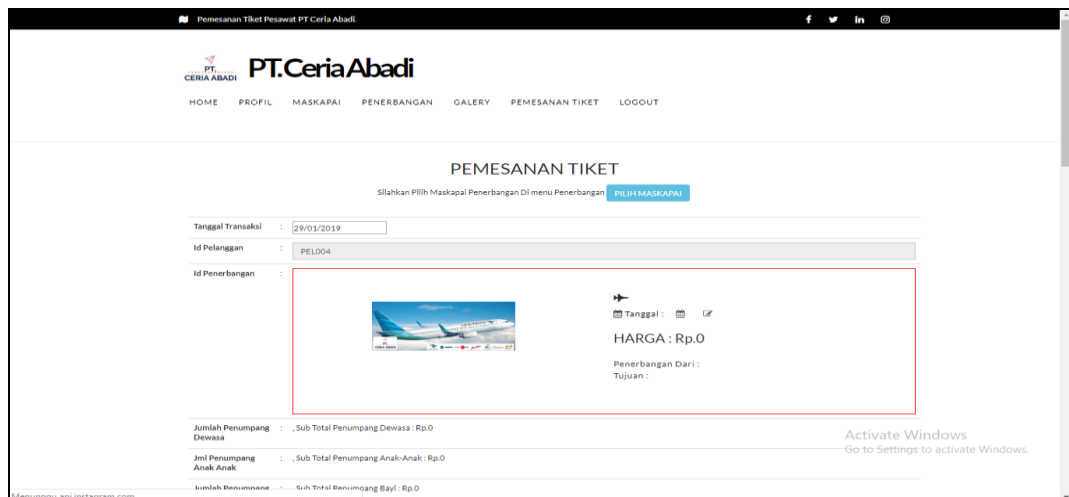 Pemesanan Tiket Pesawat PT Ceria Abadi.
PT.
CERIA ABADI
PT.Ceria Abadi
HOME PROFIL MASKAPAI PENERBANGAN GALERY PEMESANAN TIKET LOGOUT
PEMESANAN TIKET
Silahkan Pilih Maskapai Penerbangan Di menu Penerbangan PILIH MASKAPAI
Tanggal Transaksi : 29/01/2019
Id Pelanggan : PEL004
Id Penerbangan :
Tanggal :
HARGA : Rp.0
Penerbangan Dari :
Tujuan :
Jumlah Penumpang Dewasa : , Sub Total Penumpang Dewasa : Rp.0
Jml Penumpang Anak Anak : , Sub Total Penumpang Anak-Anak : Rp.0
Jumlah Penumpang , Sub Total Penumpang Bayi : Rp.0
Activate Windows
Go to Settings to activate Windows.
Menunggu api.instagram.com